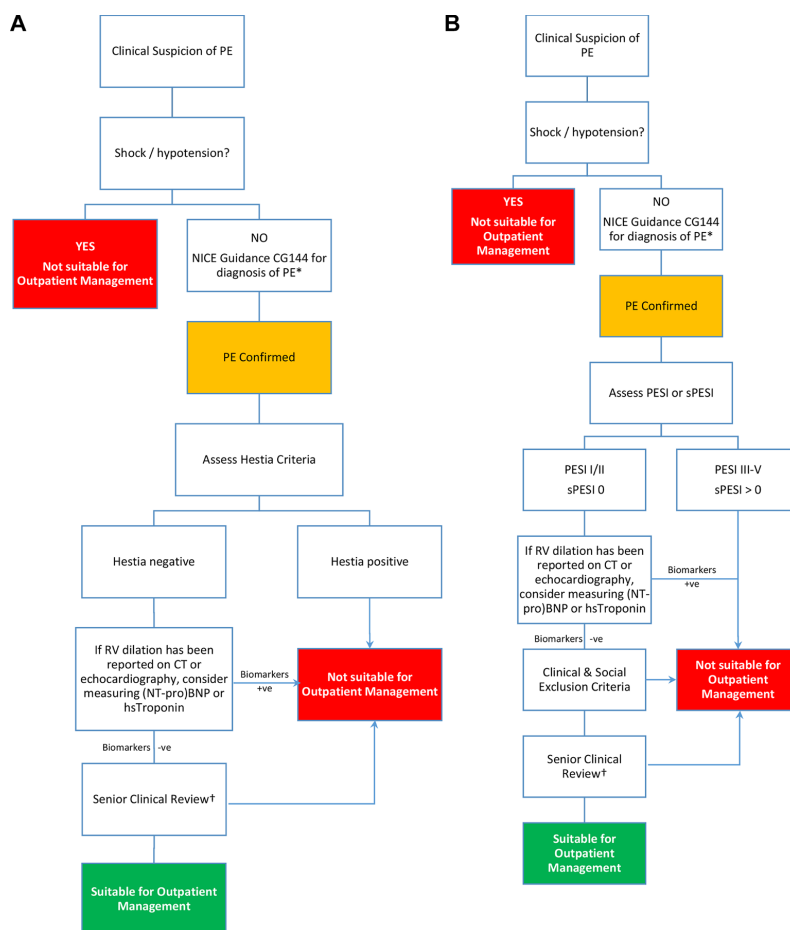 A
Clinical Suspicion of PE
Shock / hypotension?
YES
Not suitable for
Outpatient Management
NO
NICE Guidance CG144 for
diagnosis of PE*
PE Confirmed
Assess Hestia Criteria
Hestia negative
Hestia positive
If RV dilation has been
reported on CT or
echocardiography, consider
measuring (NT-pro)BNP or
hsTroponin
Biomarkers
+ve
Not suitable for
Outpatient Management
Biomarkers -ve
Senior Clinical Review†
Suitable for Outpatient
Management
B
Clinical Suspicion of
PE
Shock / hypotension?
YES
Not suitable for
Outpatient
Management
NO
NICE Guidance CG144
for diagnosis of PE*
PE Confirmed
Assess PESI or sPESI
PESI I/II
sPESI 0
PESI III-V
sPESI > 0
If RV dilation has been
reported on CT or
echocardiography,
consider measuring (NT-
pro)BNP or hsTroponin
Biomarkers
+ve
Biomarkers -ve
Clinical & Social
Exclusion Criteria
Not suitable for
Outpatient
Management
Senior Clinical
Review†
Suitable for
Outpatient
Management